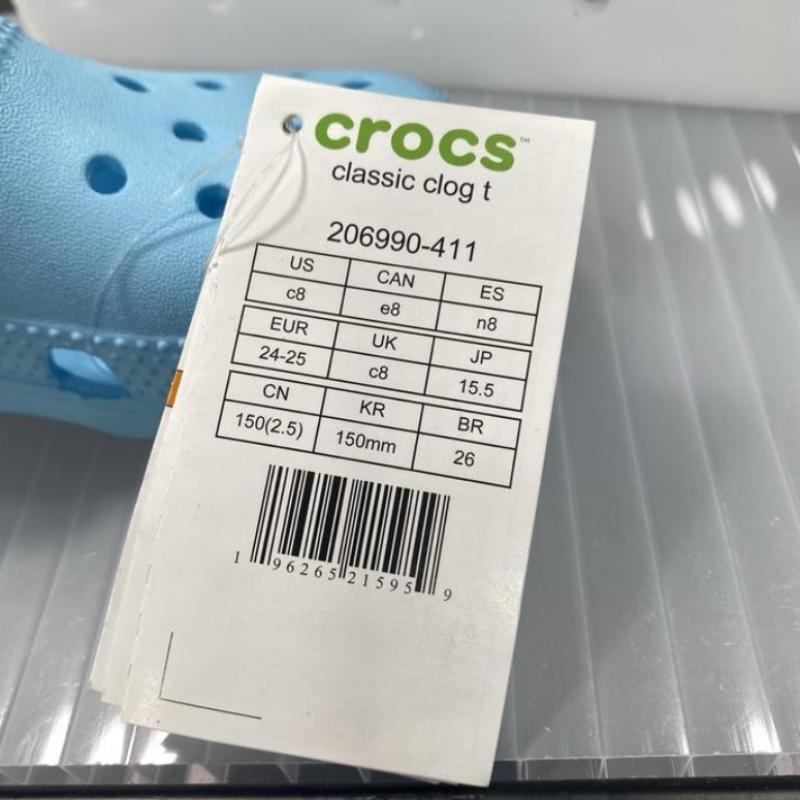 crocs™
classic clog t
206990-411
US CAN ES
c8 e8 n8
EUR UK JP
24-25 c8 15.5
CN KR BR
150(2.5) 150mm 26
1 96265 21595 9